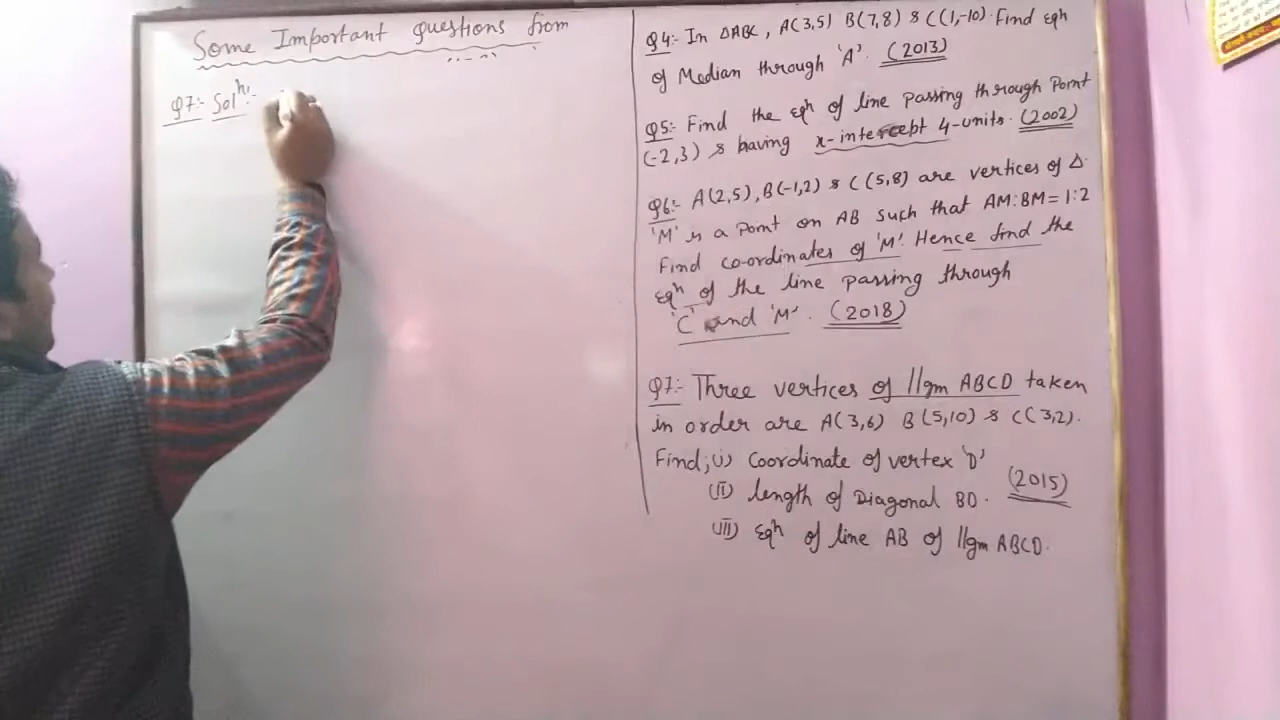 Some Important Questions from
Q7:- Solⁿ:-
Q4:- In ΔABC, A(3,5) B(7,8) & C(1,-10). Find eqⁿ
of Median through 'A'. (2013)
Q5:- Find the eqⁿ of line passing through Point
(-2,3) & having x-intercept 4-units. (2002)
Q6:- A(2,5), B(-1,2) & C(5,8) are vertices of Δ.
'M' is a Point on AB such that AM:BM=1:2
Find co-ordinates of 'M'. Hence find the
Eqⁿ of the line passing through
'C' and 'M'. (2018)
Q7:- Three vertices of ||gm ABCD taken
in order are A(3,6) B(5,10) & C(3,2).
Find;(i) Coordinate of vertex 'D'
(II) length of Diagonal BD. (2015)
(III) Eqⁿ of line AB of ||gm ABCD.